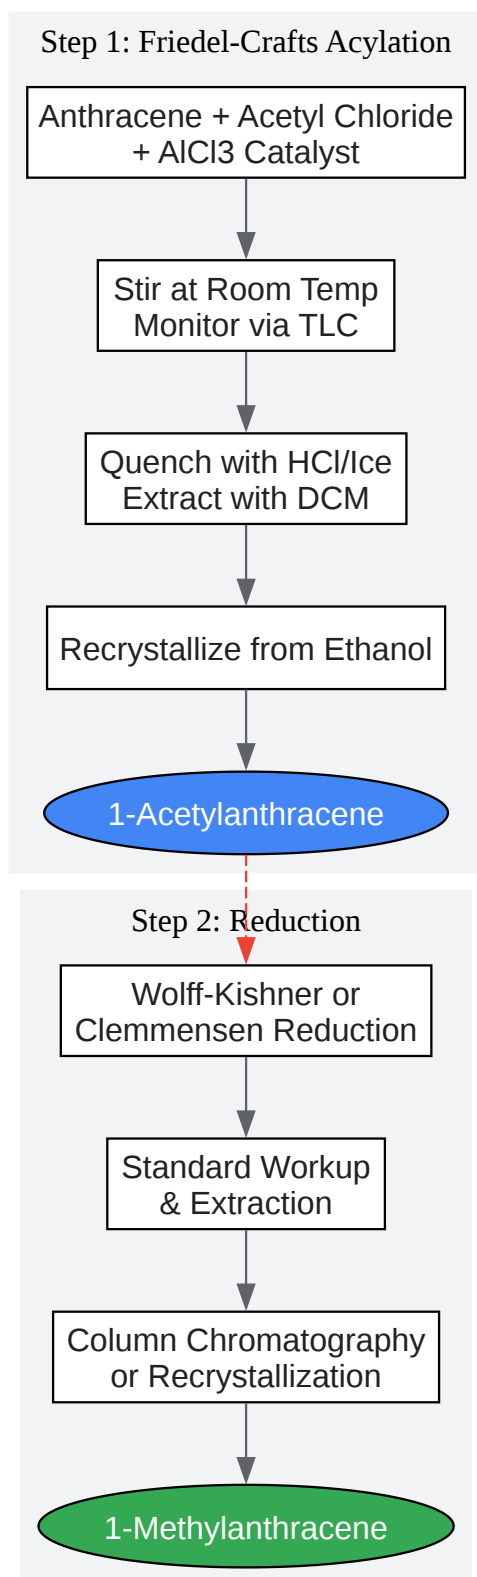 Step 1: Friedel-Crafts Acylation
Anthracene + Acetyl Chloride
+ AlCl3 Catalyst
Stir at Room Temp
Monitor via TLC
Quench with HCl/Ice
Extract with DCM
Recrystallize from Ethanol
1-Acetylanthracene
Step 2: Reduction
Wolff-Kishner or
Clemmensen Reduction
Standard Workup
& Extraction
Column Chromatography
or Recrystallization
1-Methylanthracene